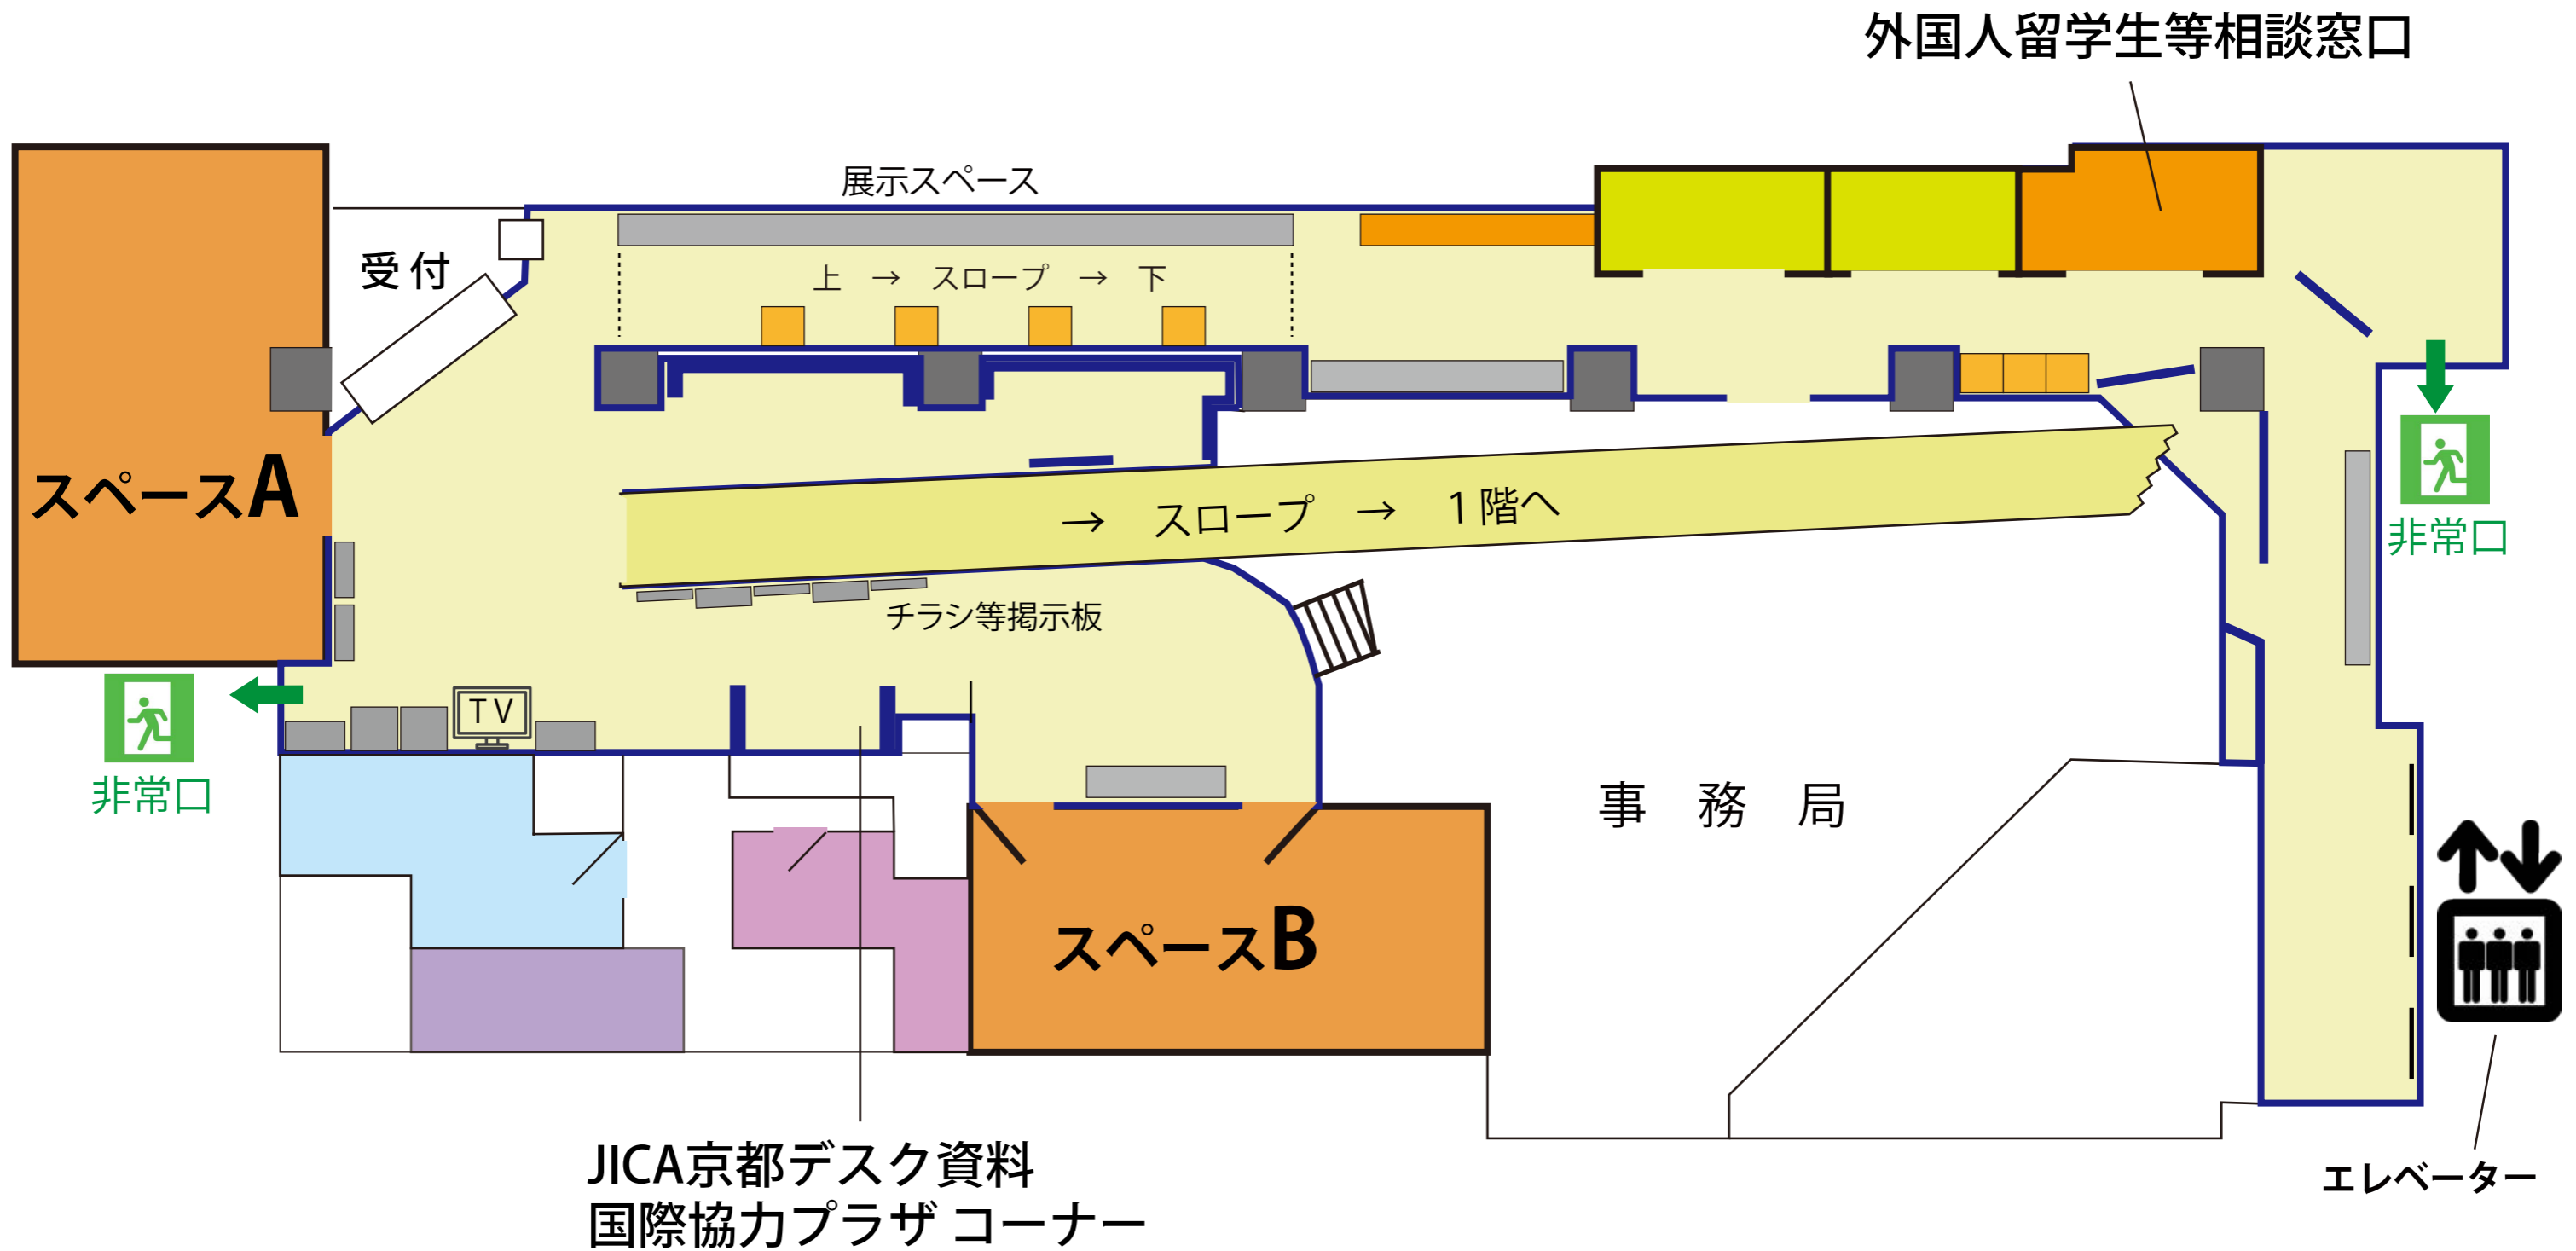 外国人留学生等相談窓口
展示スペース
受付
上 → スロープ → 下
スペースA
→ スロープ → 1階へ
非常口
チラシ等掲示板
TV
非常口
事務局
スペースB
JICA京都デスク資料
国際協力プラザ コーナー
エレベーター